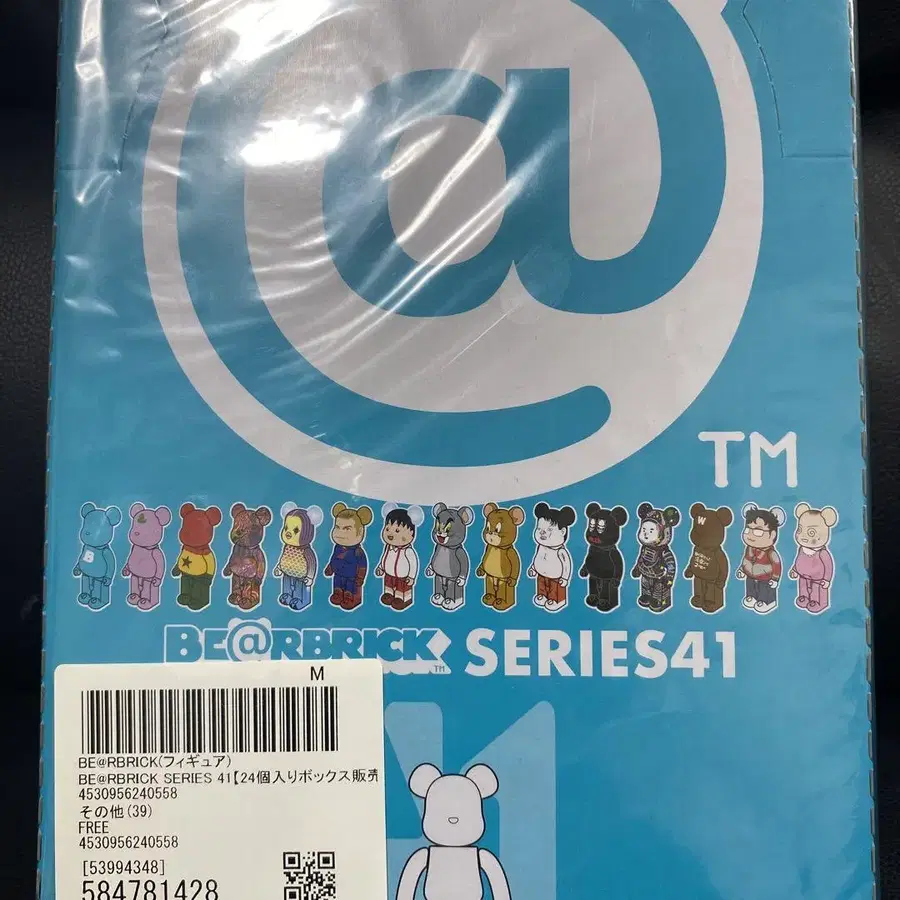 @
TM
B
W
BE@RBRICK TM SERIES41
M
BE@RBRICK(フィギュア)
BE@RBRICK SERIES 41【24個入りボックス販売
4530956240558
その他(39)
FREE
4530956240558
[53994348]
584781428